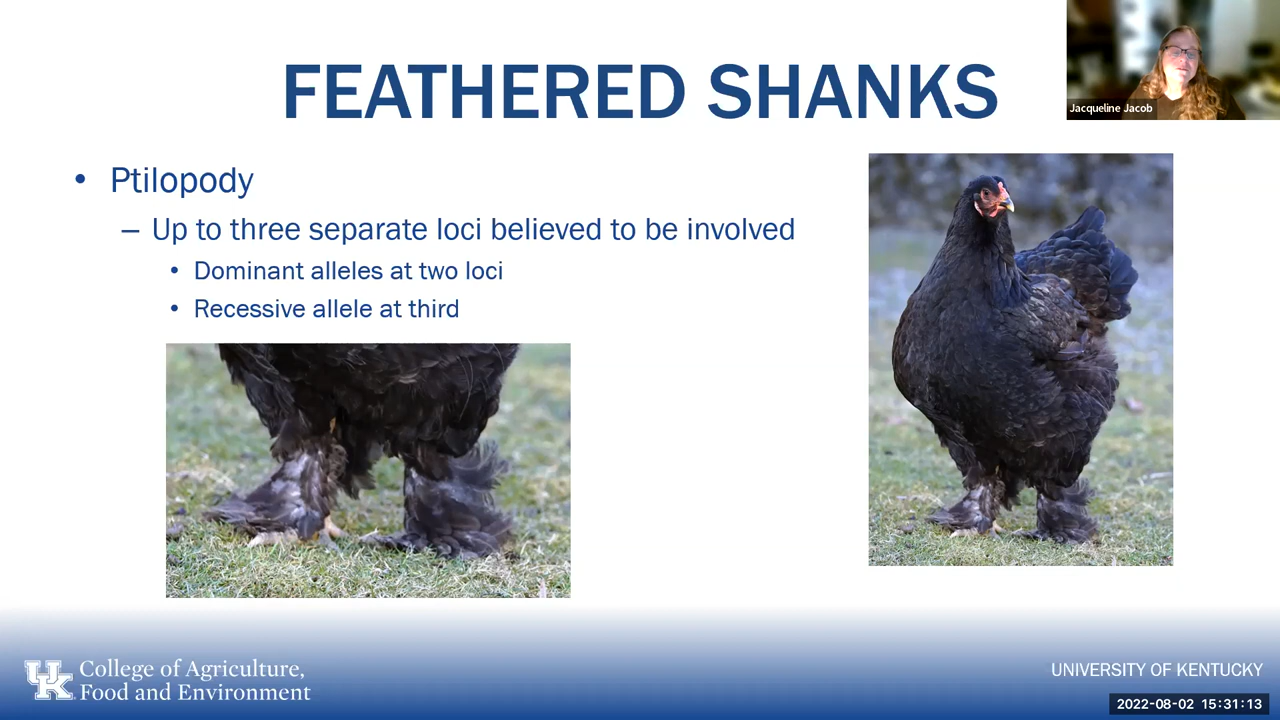 FEATHERED SHANKS
Jacqueline Jacob
• Ptilopody
– Up to three separate loci believed to be involved
• Dominant alleles at two loci
• Recessive allele at third
UK College of Agriculture,
Food and Environment
UNIVERSITY OF KENTUCKY
2022-08-02 15:31:13